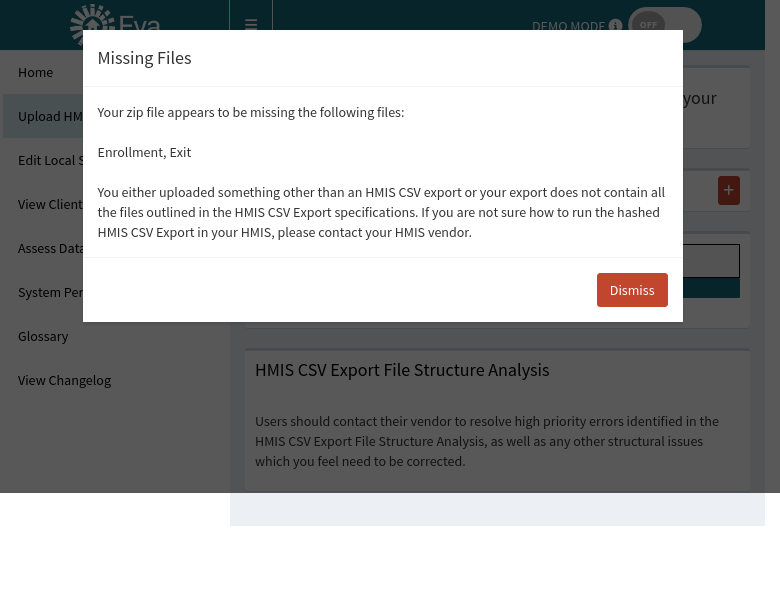 Eva
DEMO MODE
OFF
Missing Files
Home
your
Your zip file appears to be missing the following files:
Upload HM
Enrollment, Exit
Edit Local S
You either uploaded something other than an HMIS CSV export or your export does not contain all
the files outlined in the HMIS CSV Export specifications. If you are not sure how to run the hashed
HMIS CSV Export in your HMIS, please contact your HMIS vendor.
View Client
Assess Data
System Per
Dismiss
Glossary
View Changelog
HMIS CSV Export File Structure Analysis
Users should contact their vendor to resolve high priority errors identified in the
HMIS CSV Export File Structure Analysis, as well as any other structural issues
which you feel need to be corrected.